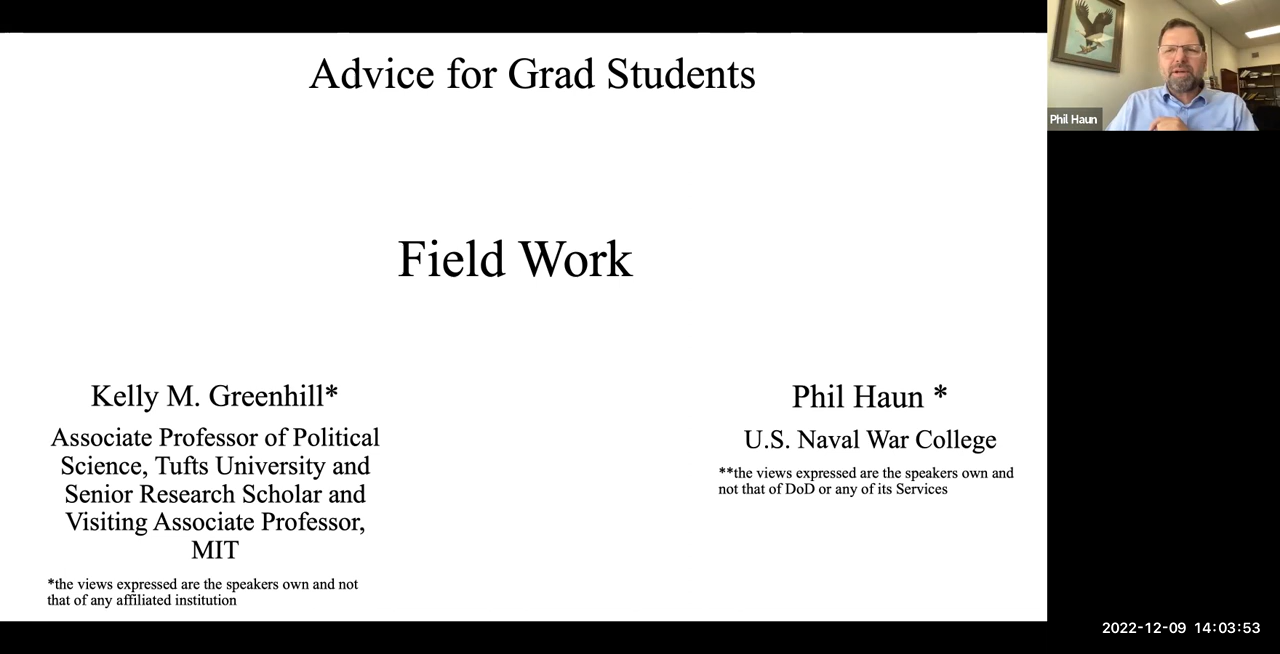 Advice for Grad Students
Phil Haun
Field Work
Kelly M. Greenhill*
Associate Professor of Political
Science, Tufts University and
Senior Research Scholar and
Visiting Associate Professor,
MIT
*the views expressed are the speakers own and not
that of any affiliated institution
Phil Haun *
U.S. Naval War College
**the views expressed are the speakers own and
not that of DoD or any of its Services
2022-12-09 14:03:53